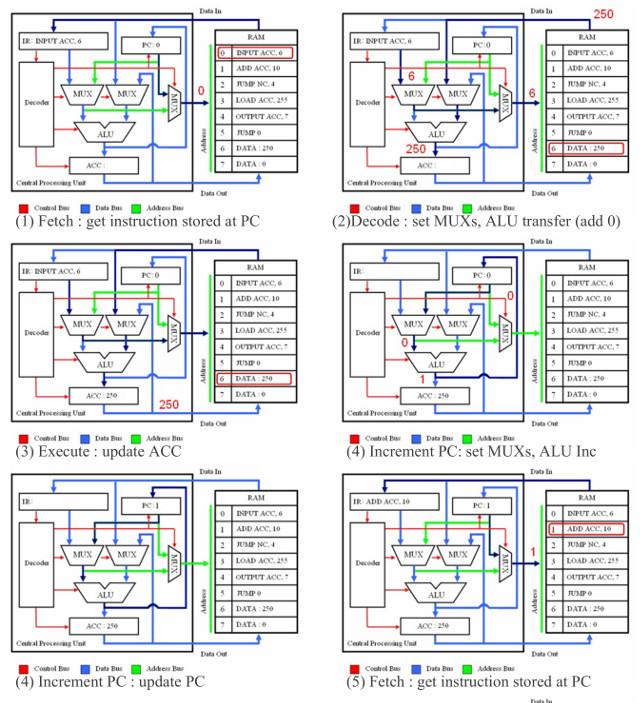 Data In
IR: INPUT ACC, 6
PC: 0
RAM
0 INPUT ACC, 6
1 ADD ACC, 10
2 JUMP NC, 4
3 LOAD ACC, 255
4 OUTPUT ACC, 7
5 JUMP 0
6 DATA : 250
7 DATA : 0
Decoder
MUX
MUX
MUX
0
ALU
ACC :
Address
Central Processing Unit
Data Out
Control Bus
Data Bus
Address Bus
(1) Fetch : get instruction stored at PC
Data In
250
IR: INPUT ACC, 6
PC: 0
RAM
0 INPUT ACC, 6
1 ADD ACC, 10
2 JUMP NC, 4
3 LOAD ACC, 255
4 OUTPUT ACC, 7
5 JUMP 0
6 DATA : 250
7 DATA : 0
Decoder
6
MUX
MUX
MUX
6
ALU
250
ACC :
Address
Central Processing Unit
Data Out
Control Bus
Data Bus
Address Bus
(2)Decode : set MUXs, ALU transfer (add 0)
Data In
IR: INPUT ACC, 6
PC: 0
RAM
0 INPUT ACC, 6
1 ADD ACC, 10
2 JUMP NC, 4
3 LOAD ACC, 255
4 OUTPUT ACC, 7
5 JUMP 0
6 DATA : 250
7 DATA : 0
Decoder
MUX
MUX
MUX
ALU
ACC : 250
250
Address
Central Processing Unit
Data Out
Control Bus
Data Bus
Address Bus
(3) Execute : update ACC
Data In
IR:
PC: 0
RAM
0 INPUT ACC, 6
1 ADD ACC, 10
2 JUMP NC, 4
3 LOAD ACC, 255
4 OUTPUT ACC, 7
5 JUMP 0
6 DATA : 250
7 DATA : 0
Decoder
0
MUX
MUX
MUX
0
ALU
1
ACC : 250
Address
Central Processing Unit
Data Out
Control Bus
Data Bus
Address Bus
(4) Increment PC: set MUXs, ALU Inc
Data In
IR:
PC: 1
RAM
0 INPUT ACC, 6
1 ADD ACC, 10
2 JUMP NC, 4
3 LOAD ACC, 255
4 OUTPUT ACC, 7
5 JUMP 0
6 DATA : 250
7 DATA : 0
Decoder
MUX
MUX
MUX
ALU
ACC : 250
Address
Central Processing Unit
Data Out
Control Bus
Data Bus
Address Bus
(4) Increment PC : update PC
Data In
IR: ADD ACC, 10
PC: 1
RAM
0 INPUT ACC, 6
1 ADD ACC, 10
2 JUMP NC, 4
3 LOAD ACC, 255
4 OUTPUT ACC, 7
5 JUMP 0
6 DATA : 250
7 DATA : 0
Decoder
MUX
MUX
MUX
1
ALU
ACC : 250
Address
Central Processing Unit
Data Out
Control Bus
Data Bus
Address Bus
(5) Fetch : get instruction stored at PC
Data In